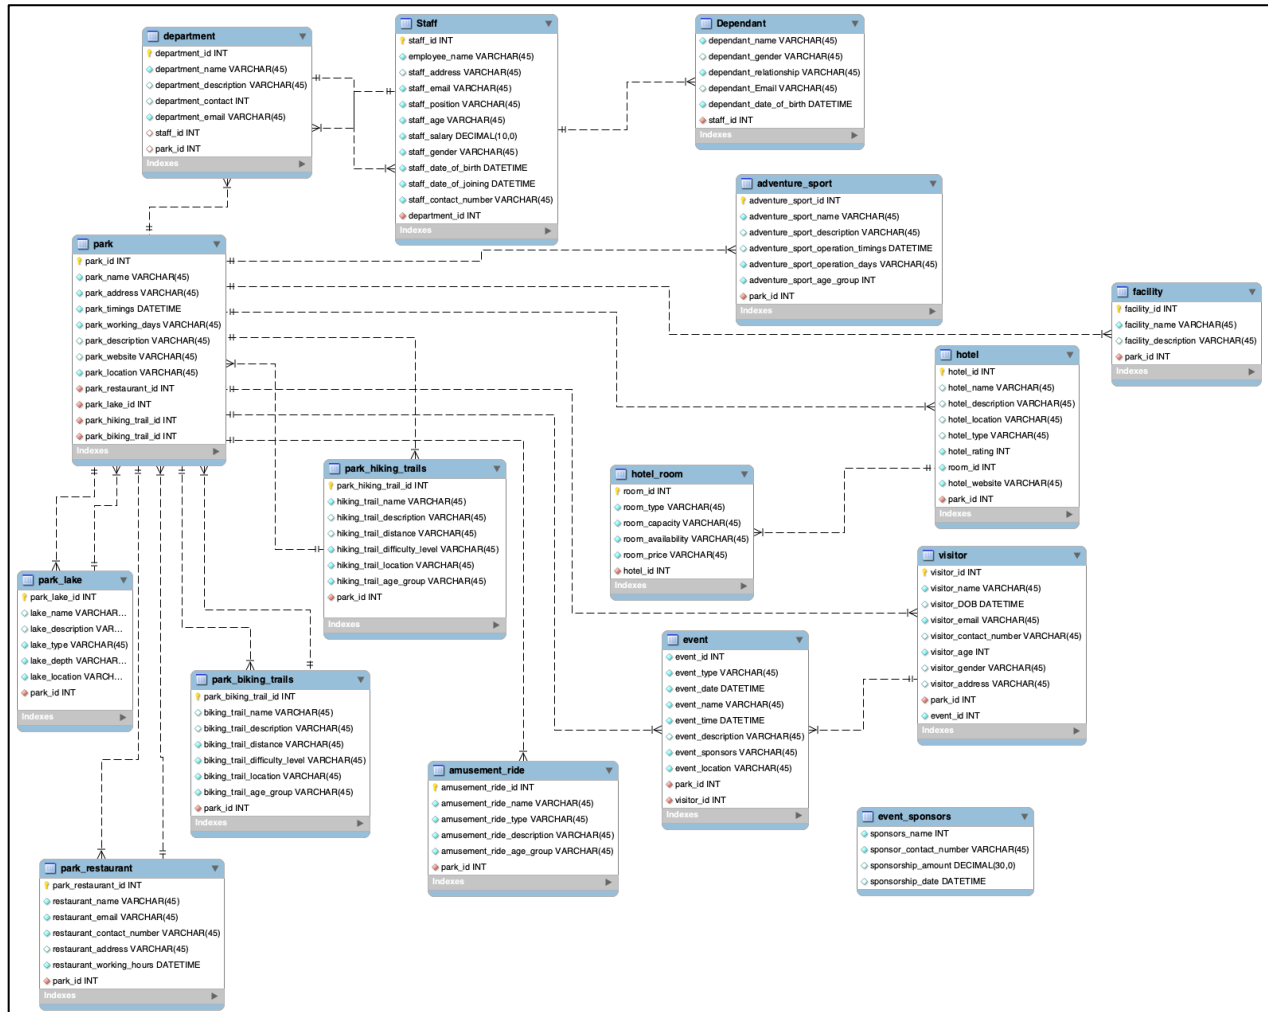 department
department_id INT
department_name VARCHAR(45)
department_description VARCHAR(45)
department_contact INT
department_email VARCHAR(45)
staff_id INT
park_id INT
Indexes
Staff
staff_id INT
employee_name VARCHAR(45)
staff_address VARCHAR(45)
staff_email VARCHAR(45)
staff_position VARCHAR(45)
staff_age VARCHAR(45)
staff_salary DECIMAL(10,0)
staff_gender VARCHAR(45)
staff_date_of_birth DATETIME
staff_date_of_joining DATETIME
staff_contact_number VARCHAR(45)
department_id INT
Indexes
Dependant
dependant_name VARCHAR(45)
dependant_gender VARCHAR(45)
dependant_relationship VARCHAR(45)
dependant_Email VARCHAR(45)
dependant_date_of_birth DATETIME
staff_id INT
Indexes
adventure_sport
adventure_sport_id INT
adventure_sport_name VARCHAR(45)
adventure_sport_description VARCHAR(45)
adventure_sport_operation_timings DATETIME
adventure_sport_operation_days VARCHAR(45)
adventure_sport_age_group INT
park_id INT
Indexes
park
park_id INT
park_name VARCHAR(45)
park_address VARCHAR(45)
park_timings DATETIME
park_working_days VARCHAR(45)
park_description VARCHAR(45)
park_website VARCHAR(45)
park_location VARCHAR(45)
park_restaurant_id INT
park_lake_id INT
park_hiking_trail_id INT
park_biking_trail_id INT
Indexes
facility
facility_id INT
facility_name VARCHAR(45)
facility_description VARCHAR(45)
park_id INT
Indexes
hotel
hotel_id INT
hotel_name VARCHAR(45)
hotel_description VARCHAR(45)
hotel_location VARCHAR(45)
hotel_type VARCHAR(45)
hotel_rating INT
room_id INT
hotel_website VARCHAR(45)
park_id INT
Indexes
park_hiking_trails
park_hiking_trail_id INT
hiking_trail_name VARCHAR(45)
hiking_trail_description VARCHAR(45)
hiking_trail_distance VARCHAR(45)
hiking_trail_difficulty_level VARCHAR(45)
hiking_trail_location VARCHAR(45)
hiking_trail_age_group VARCHAR(45)
park_id INT
Indexes
hotel_room
room_id INT
room_type VARCHAR(45)
room_capacity VARCHAR(45)
room_availability VARCHAR(45)
room_price VARCHAR(45)
hotel_id INT
Indexes
visitor
visitor_id INT
visitor_name VARCHAR(45)
visitor_DOB DATETIME
visitor_email VARCHAR(45)
visitor_contact_number VARCHAR(45)
visitor_age INT
visitor_gender VARCHAR(45)
visitor_address VARCHAR(45)
park_id INT
event_id INT
Indexes
park_lake
park_lake_id INT
lake_name VARCHAR...
lake_description VAR...
lake_type VARCHAR(45)
lake_depth VARCHAR...
lake_location VARCH...
park_id INT
Indexes
event
event_id INT
event_type VARCHAR(45)
event_date DATETIME
event_name VARCHAR(45)
event_time DATETIME
event_description VARCHAR(45)
event_sponsors VARCHAR(45)
event_location VARCHAR(45)
park_id INT
visitor_id INT
Indexes
park_biking_trails
park_biking_trail_id INT
biking_trail_name VARCHAR(45)
biking_trail_description VARCHAR(45)
biking_trail_distance VARCHAR(45)
biking_trail_difficulty_level VARCHAR(45)
biking_trail_location VARCHAR(45)
biking_trail_age_group VARCHAR(45)
park_id INT
Indexes
amusement_ride
amusement_ride_id INT
amusement_ride_name VARCHAR(45)
amusement_ride_type VARCHAR(45)
amusement_ride_description VARCHAR(45)
amusement_ride_age_group VARCHAR(45)
park_id INT
Indexes
event_sponsors
sponsors_name INT
sponsor_contact_number VARCHAR(45)
sponsorship_amount DECIMAL(30,0)
sponsorship_date DATETIME
park_restaurant
park_restaurant_id INT
restaurant_name VARCHAR(45)
restaurant_email VARCHAR(45)
restaurant_contact_number VARCHAR(45)
restaurant_address VARCHAR(45)
restaurant_working_hours DATETIME
park_id INT
Indexes